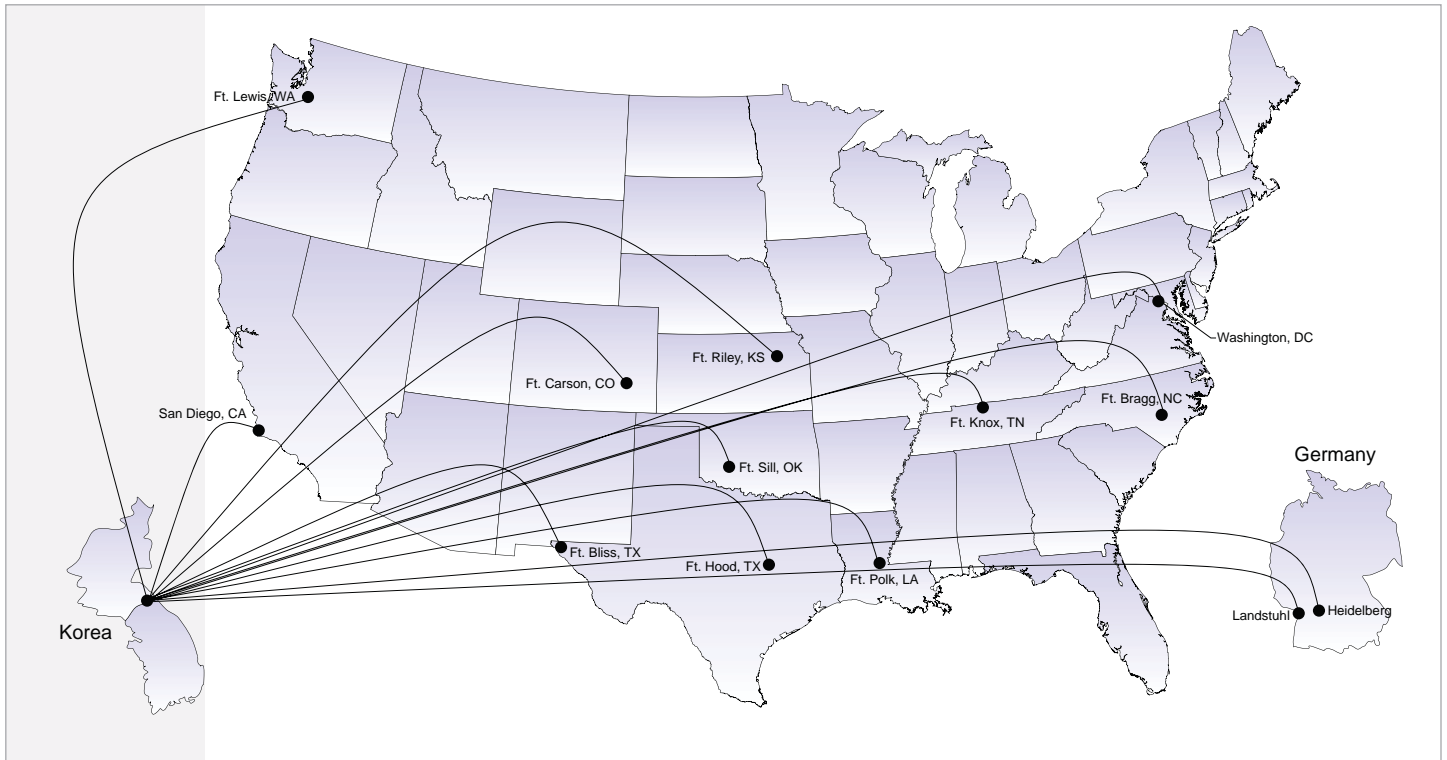 Ft. Lewis, WA
Washington, DC
Ft. Riley, KS
Ft. Carson, CO
Ft. Bragg, NC
San Diego, CA
Ft. Knox, TN
Germany
Ft. Sill, OK
Ft. Bliss, TX
Ft. Hood, TX
Ft. Polk, LA
Landstuhl
Heidelberg
Korea